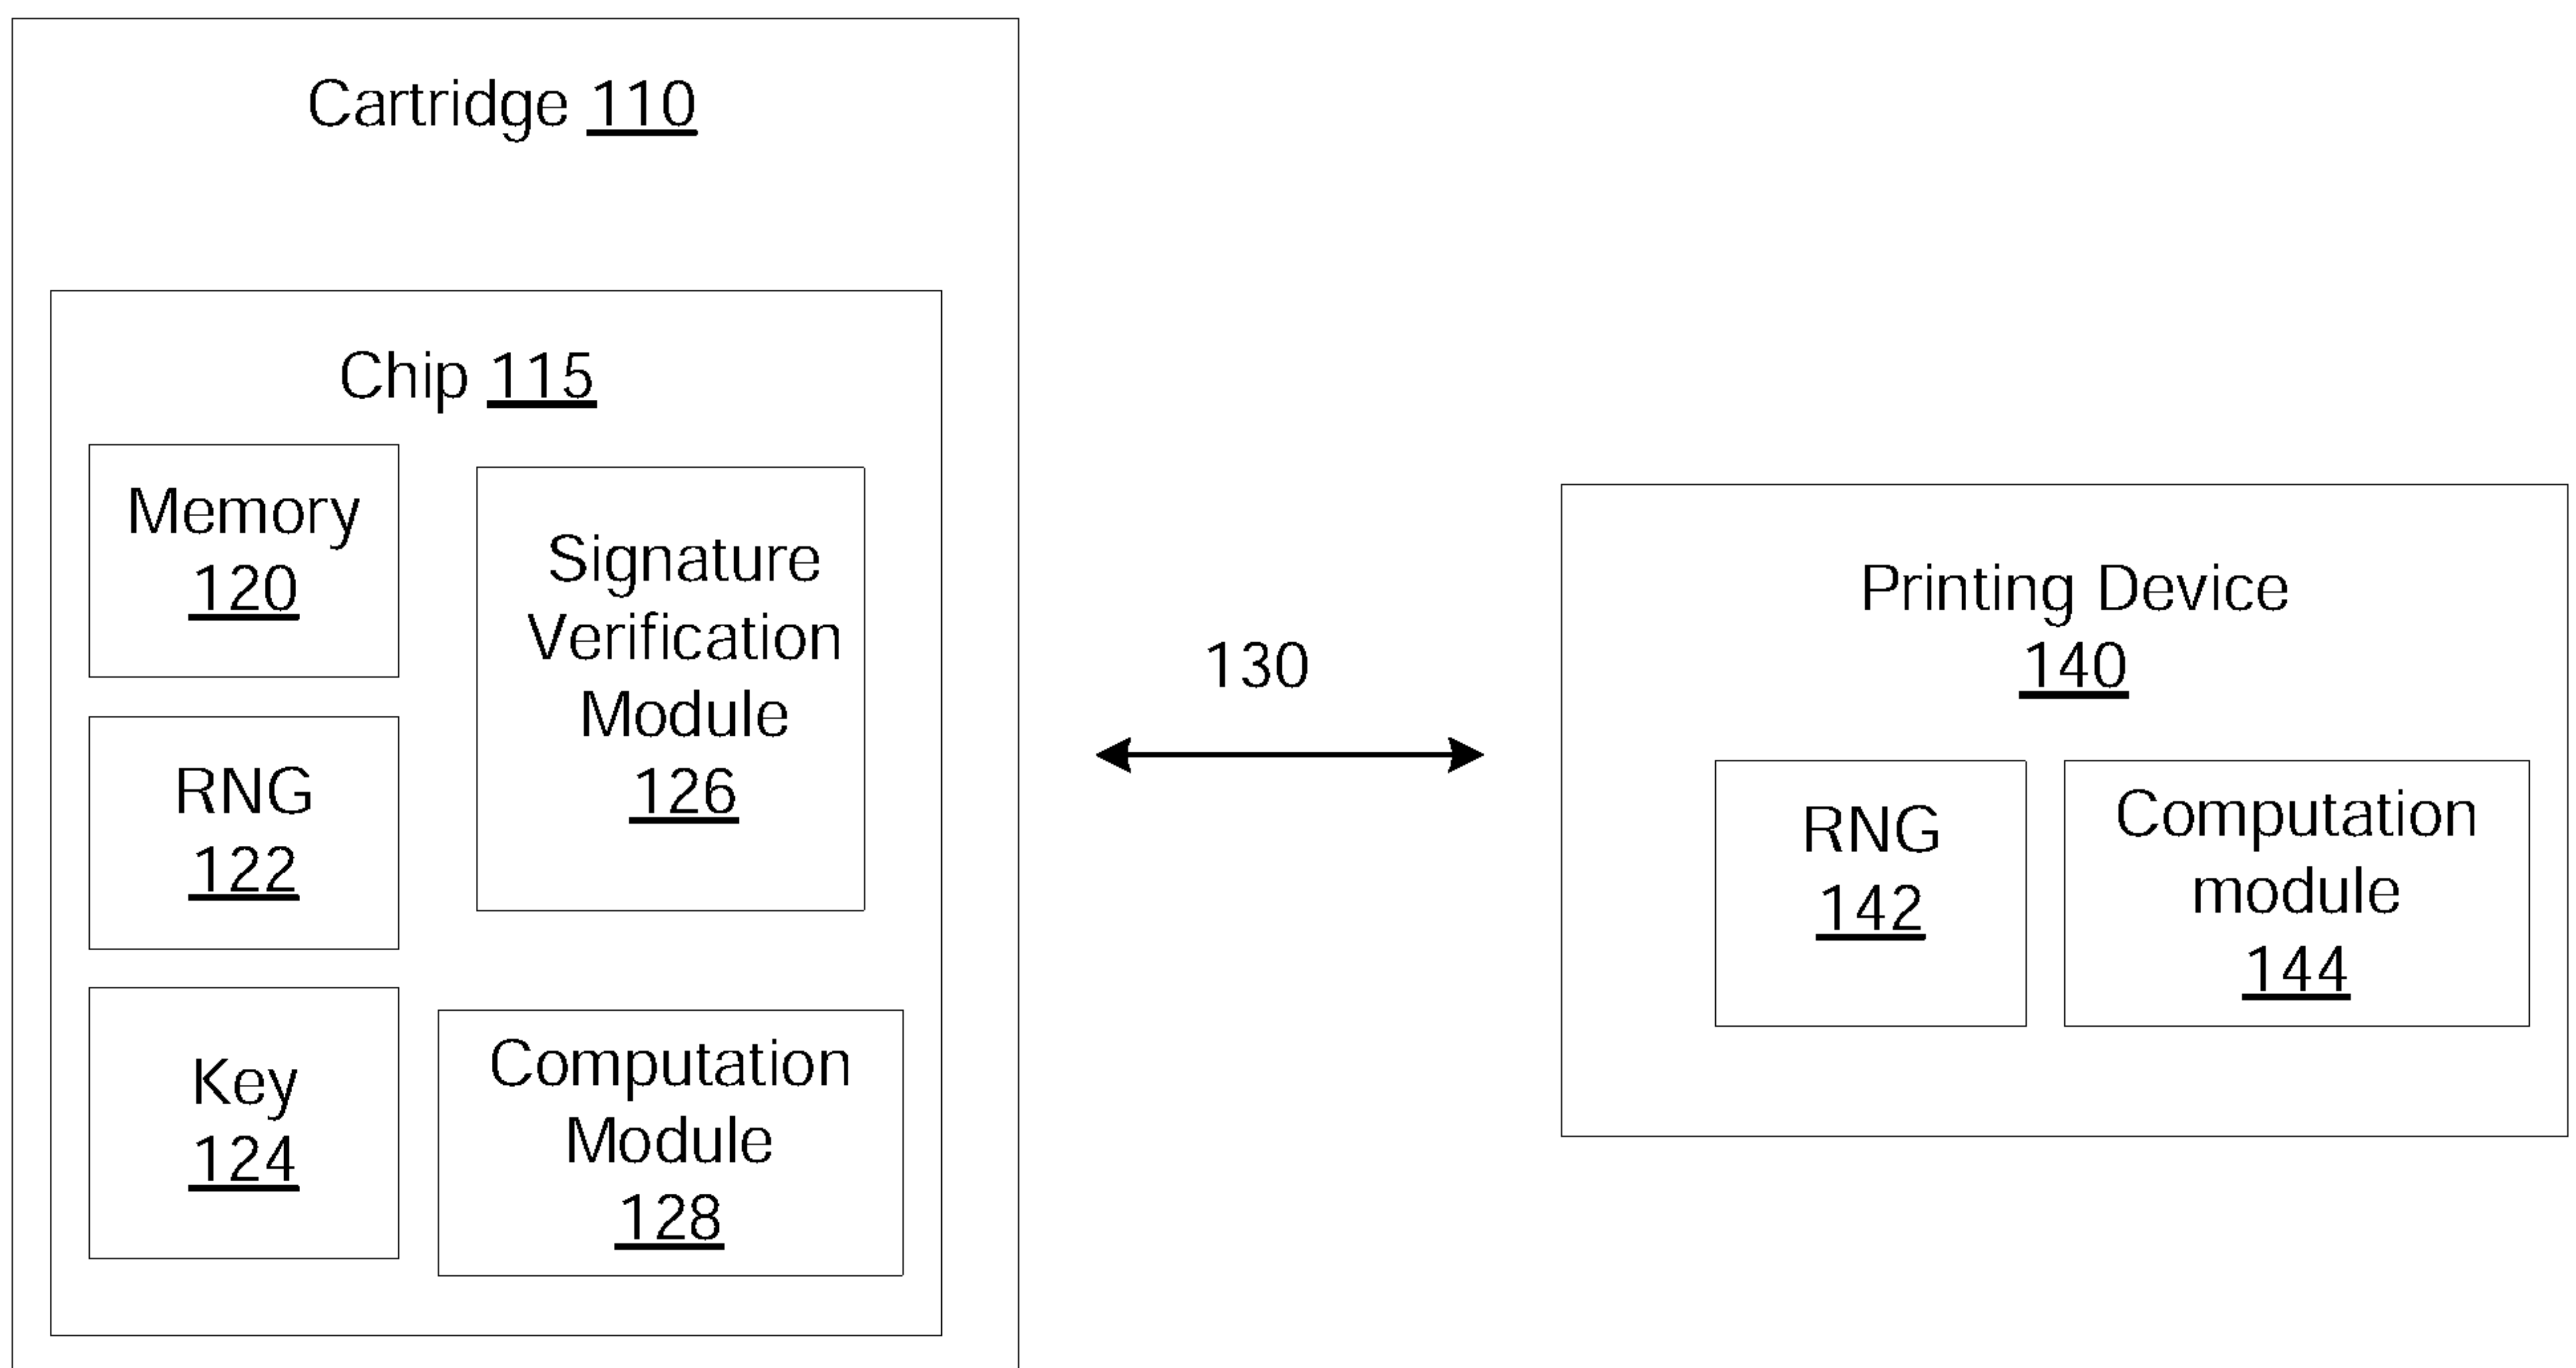 Cartridge 110
Chip 115
Memory
120
RNG
122
Key
124
Signature
Verification
Module
126
Computation
Module
128
130
Printing Device
140
RNG
142
Computation
module
144